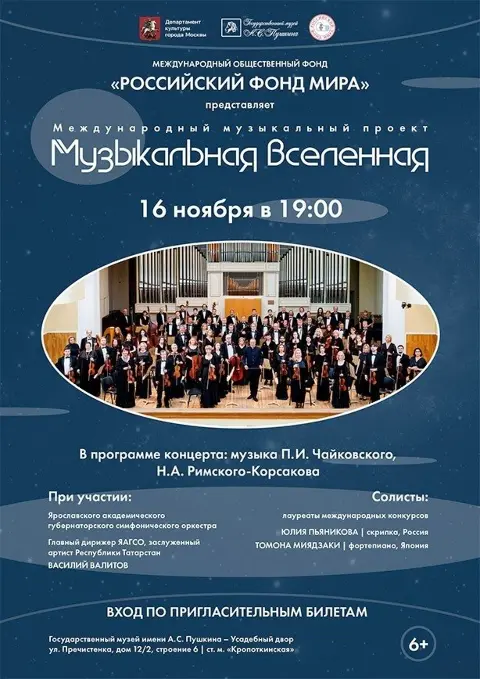 Департамент
культуры
города Москвы
Государственный музей
А.С. Пушкина
МЕЖДУНАРОДНЫЙ ОБЩЕСТВЕННЫЙ ФОНД
«РОССИЙСКИЙ ФОНД МИРА»
представляет
Международный музыкальный проект
Музыкальная Вселенная
16 ноября в 19:00
В программе концерта: музыка П.И. Чайковского,
Н.А. Римского-Корсакова
При участии:
Ярославского академического
губернаторского симфонического оркестра
Главный дирижер ЯАГСО, заслуженный
артист Республики Татарстан
ВАСИЛИЙ ВАЛИТОВ
Солисты:
лауреаты международных конкурсов
ЮЛИЯ ПЬЯНИКОВА | скрипка, Россия
ТОМОНА МИЯДЗАКИ | фортепиано, Япония
ВХОД ПО ПРИГЛАСИТЕЛЬНЫМ БИЛЕТАМ
Государственный музей имени А.С. Пушкина – Усадебный двор
ул. Пречистенка, дом 12/2, строение 6 | ст. м. «Кропоткинская»
6+